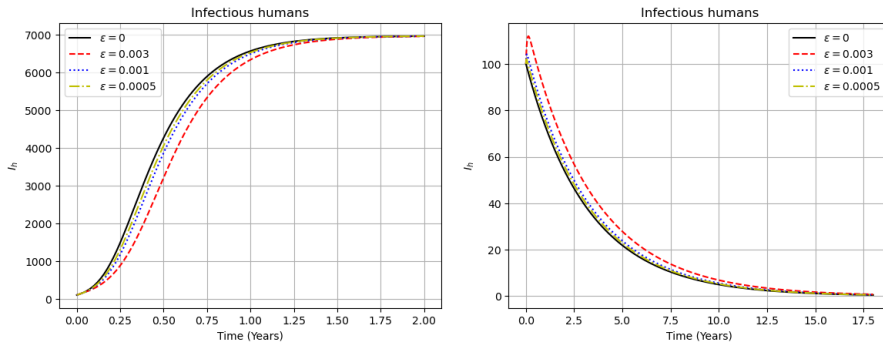 Infectious humans
7000
6000
5000
4000
3000
2000
1000
0
I_h
ε = 0
ε = 0.003
ε = 0.001
ε = 0.0005
0.00 0.25 0.50 0.75 1.00 1.25 1.50 1.75 2.00
Time (Years)
Infectious humans
100
80
60
40
20
0
I_h
ε = 0
ε = 0.003
ε = 0.001
ε = 0.0005
0.0 2.5 5.0 7.5 10.0 12.5 15.0 17.5
Time (Years)